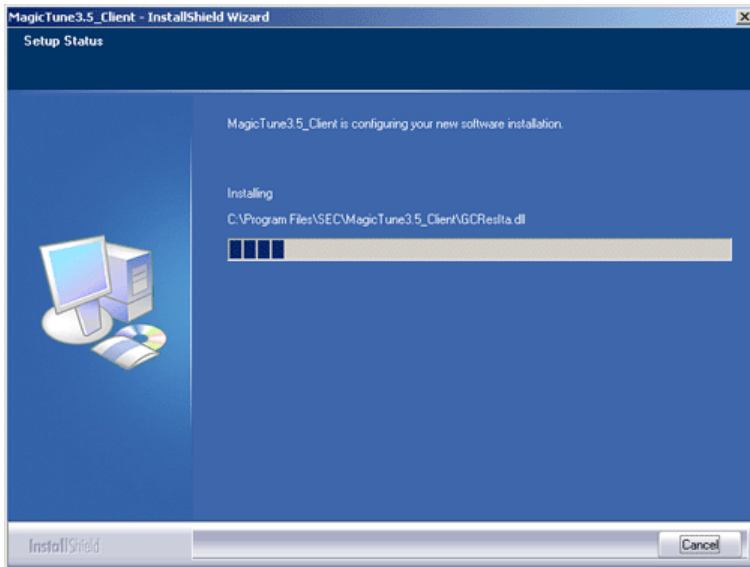 MagicTune3.5_Client - InstallShield Wizard
Setup Status
MagicTune3.5_Client is configuring your new software installation.
Installing
C:\Program Files\SEC\MagicTune3.5_Client\GCResIta.dll
InstallShield
Cancel